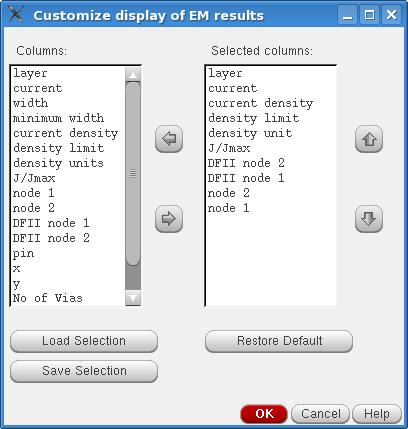 Customize display of EM results
Columns:
layer
current
width
minimum width
current density
density limit
density units
J/Jmax
node 1
node 2
DFII node 1
DFII node 2
pin
x
y
No of Vias
Selected columns:
layer
current
current density
density limit
density unit
J/Jmax
DFII node 2
DFII node 1
node 2
node 1
Load Selection
Restore Default
Save Selection
OK
Cancel
Help